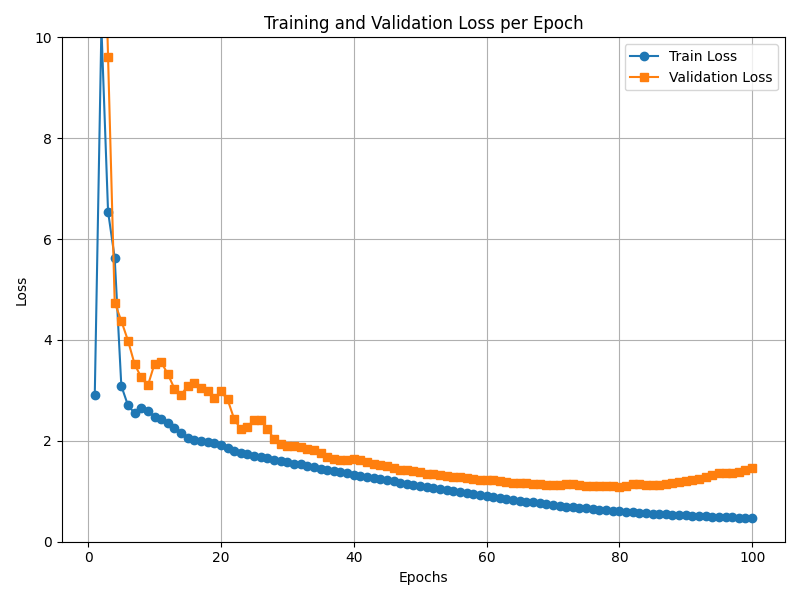 Training and Validation Loss per Epoch
Train Loss
Validation Loss
10
8
6
4
2
0
Loss
0 20 40 60 80 100
Epochs